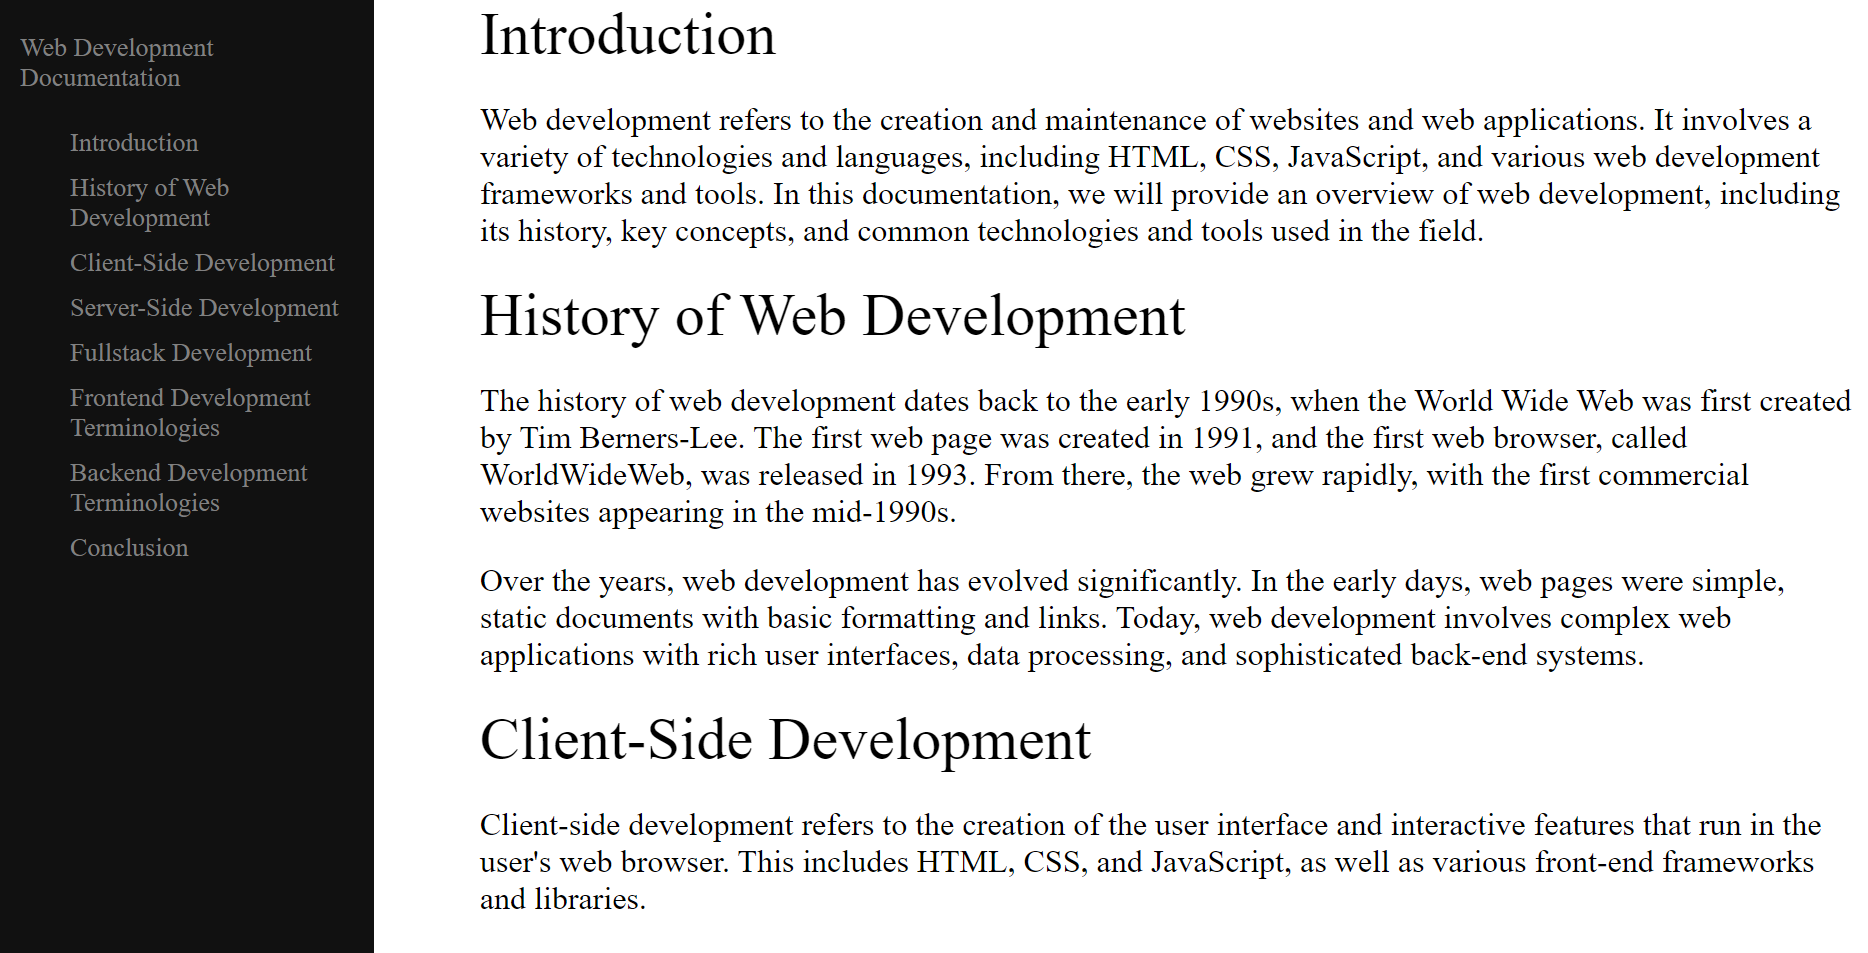 Web Development
Documentation
Introduction
History of Web
Development
Client-Side Development
Server-Side Development
Fullstack Development
Frontend Development
Terminologies
Backend Development
Terminologies
Conclusion
Introduction
Web development refers to the creation and maintenance of websites and web applications. It involves a
variety of technologies and languages, including HTML, CSS, JavaScript, and various web development
frameworks and tools. In this documentation, we will provide an overview of web development, including
its history, key concepts, and common technologies and tools used in the field.
History of Web Development
The history of web development dates back to the early 1990s, when the World Wide Web was first created
by Tim Berners-Lee. The first web page was created in 1991, and the first web browser, called
WorldWideWeb, was released in 1993. From there, the web grew rapidly, with the first commercial
websites appearing in the mid-1990s.
Over the years, web development has evolved significantly. In the early days, web pages were simple,
static documents with basic formatting and links. Today, web development involves complex web
applications with rich user interfaces, data processing, and sophisticated back-end systems.
Client-Side Development
Client-side development refers to the creation of the user interface and interactive features that run in the
user's web browser. This includes HTML, CSS, and JavaScript, as well as various front-end frameworks
and libraries.